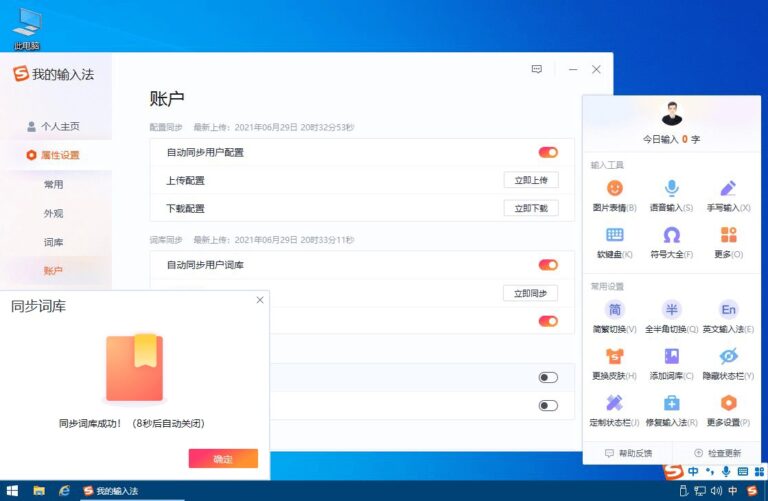 此电脑
我的输入法
个人主页
属性设置
常用
外观
词库
账户
账户
配置同步 最新上传：2021年06月29日 20时32分53秒
自动同步用户配置
上传配置 立即上传
下载配置 立即下载
词库同步 最新上传：2021年06月29日 20时33分11秒
自动同步用户词库
立即同步
同步词库
同步词库成功！（8秒后自动关闭）
确定
今日输入 0 字
输入工具
图片表情(B) 语音输入(S) 手写输入(X)
软键盘(K) 符号大全(F) 更多(O)
常用设置
简 半 En
简繁切换(V) 全半角切换(Q) 英文输入法(E)
更换皮肤(H) 添加词库(C) 隐藏状态栏(Y)
定制状态栏(J) 修复输入法(R) 更多设置(P)
帮助反馈 检查更新
中
我的输入法
中